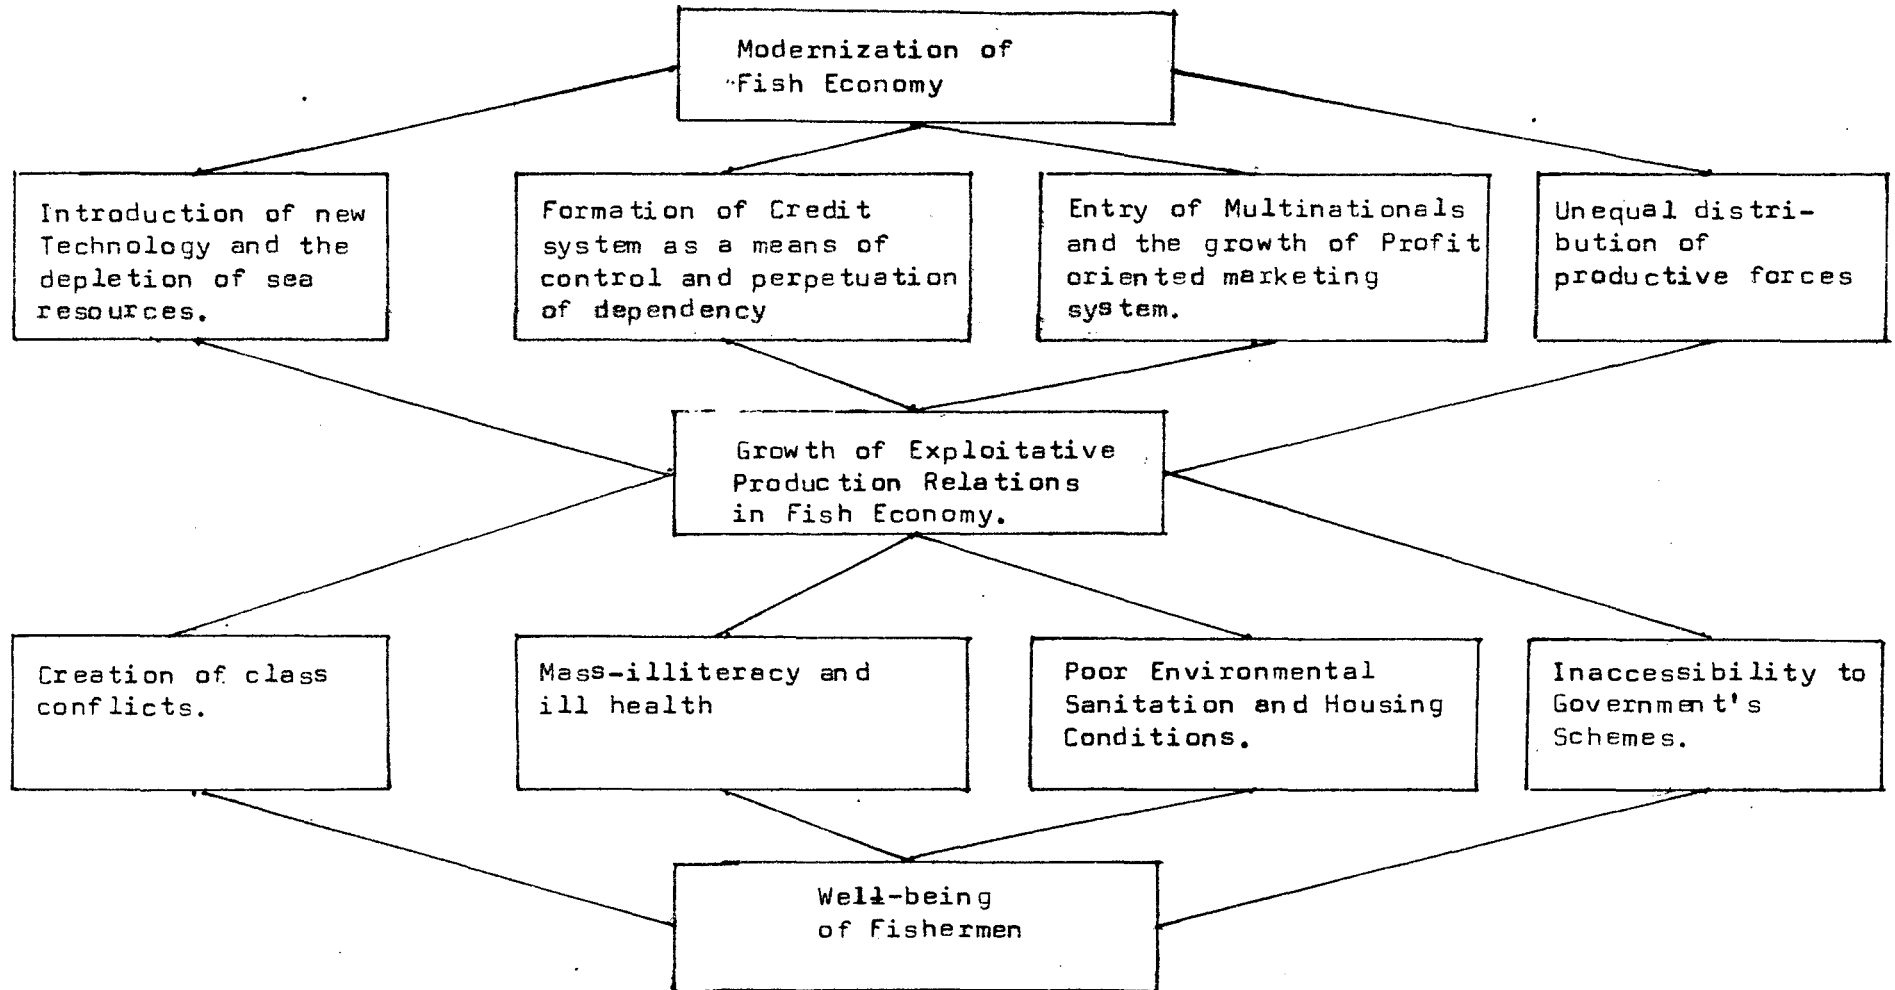 Modernization of
Fish Economy
Introduction of new
Technology and the
depletion of sea
resources.
Formation of Credit
system as a means of
control and perpetuation
of dependency
Entry of Multinationals
and the growth of Profit
oriented marketing
system.
Unequal distri-
bution of
productive forces
Growth of Exploitative
Production Relations
in Fish Economy.
Creation of class
conflicts.
Mass-illiteracy and
ill health
Poor Environmental
Sanitation and Housing
Conditions.
Inaccessibility to
Government's
Schemes.
Well-being
of Fishermen